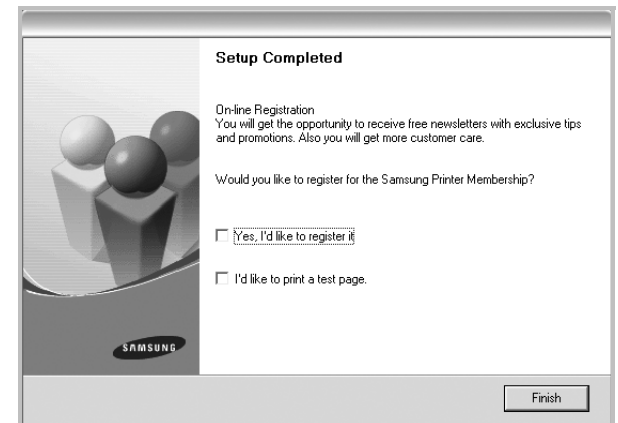 Setup Completed
On-line Registration
You will get the opportunity to receive free newsletters with exclusive tips
and promotions. Also you will get more customer care.
Would you like to register for the Samsung Printer Membership?
Yes, I'd like to register it
I'd like to print a test page.
SAMSUNG
Finish